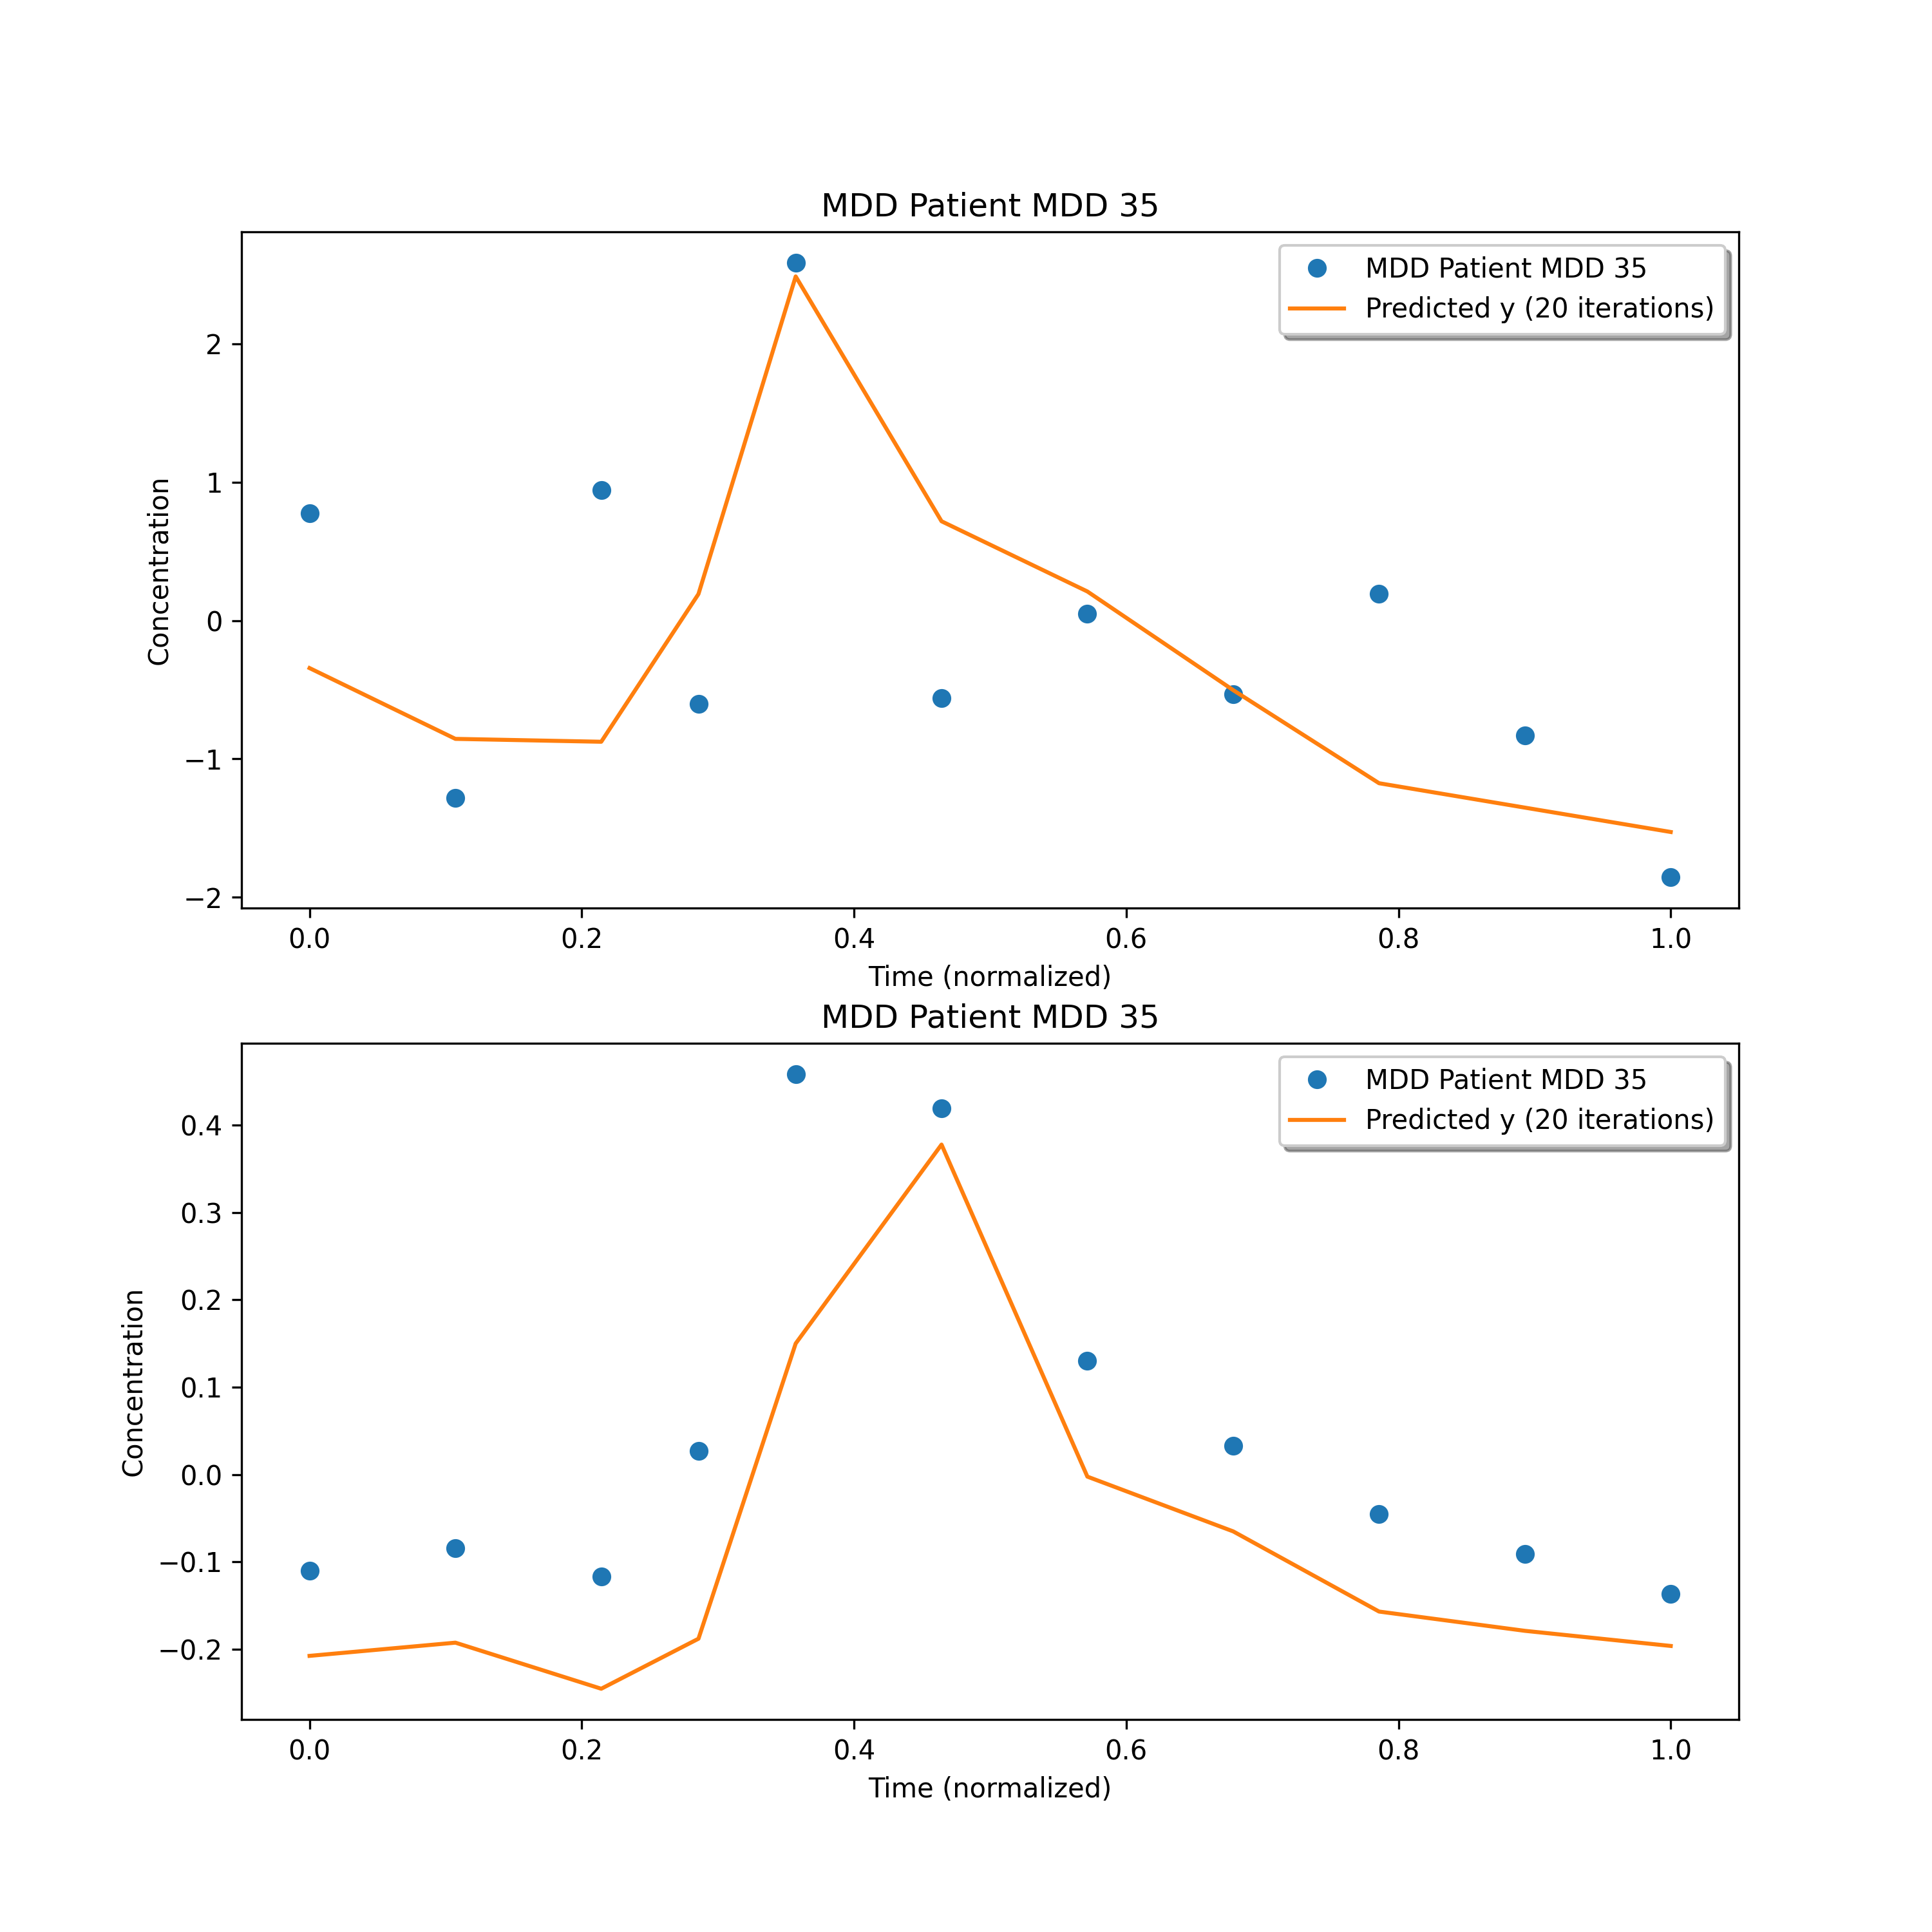 MDD Patient MDD 35
MDD Patient MDD 35
Predicted y (20 iterations)
Concentration
2
1
0
−1
−2
0.0 0.2 0.4 0.6 0.8 1.0
Time (normalized)
MDD Patient MDD 35
MDD Patient MDD 35
Predicted y (20 iterations)
Concentration
0.4
0.3
0.2
0.1
0.0
−0.1
−0.2
0.0 0.2 0.4 0.6 0.8 1.0
Time (normalized)